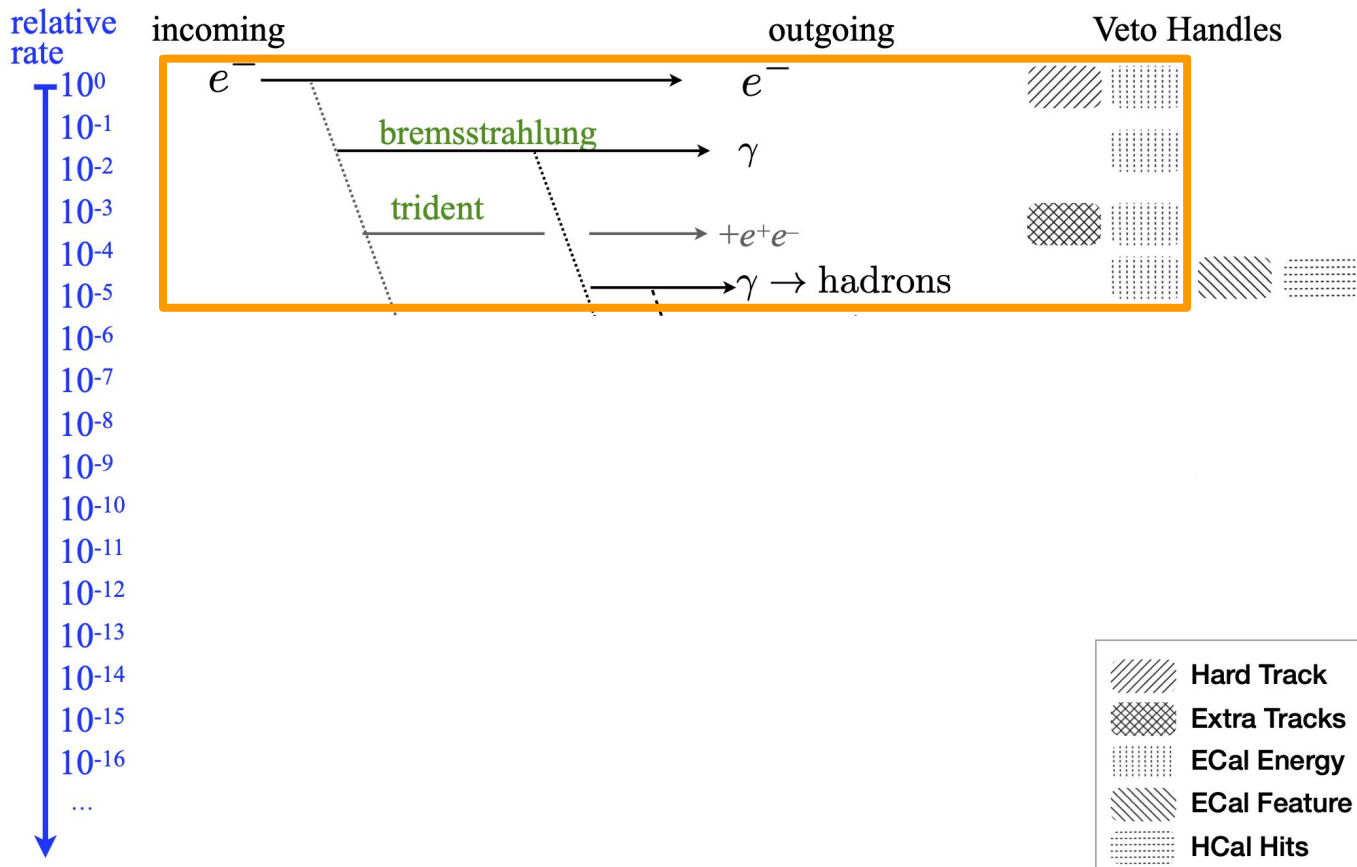 relative rate incoming outgoing Veto Handles
10⁰ e⁻ e⁻
10⁻¹ bremsstrahlung
10⁻² γ
10⁻³ trident
10⁻⁴ +e⁺e⁻
10⁻⁵ γ → hadrons
10⁻⁶
10⁻⁷
10⁻⁸
10⁻⁹
10⁻¹⁰
10⁻¹¹
10⁻¹²
10⁻¹³
10⁻¹⁴
10⁻¹⁵
10⁻¹⁶
...
Hard Track
Extra Tracks
ECal Energy
ECal Feature
HCal Hits